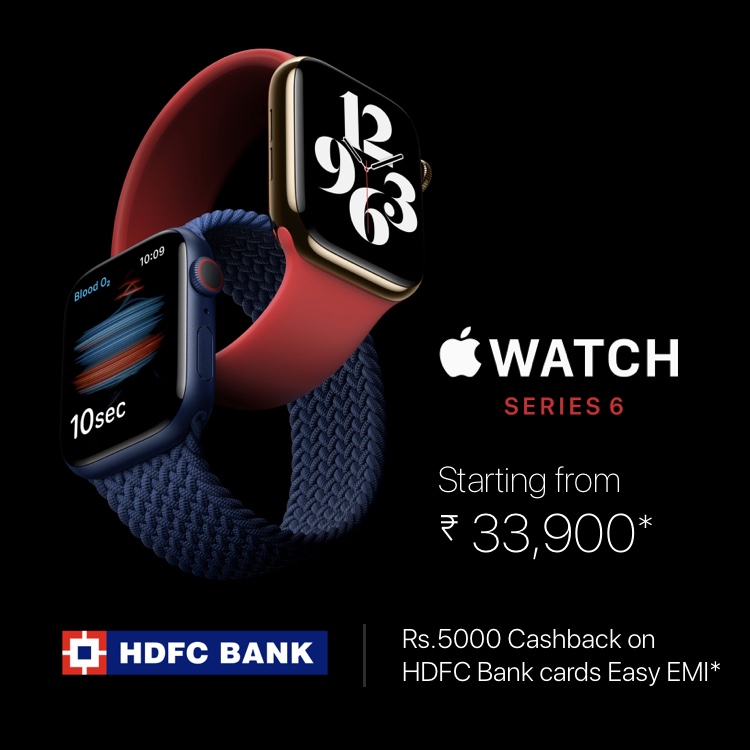 12
9
3
6
10:09
Blood O₂
10sec
WATCH
SERIES 6
Starting from
₹ 33,900*
HDFC BANK
Rs.5000 Cashback on
HDFC Bank cards Easy EMI*